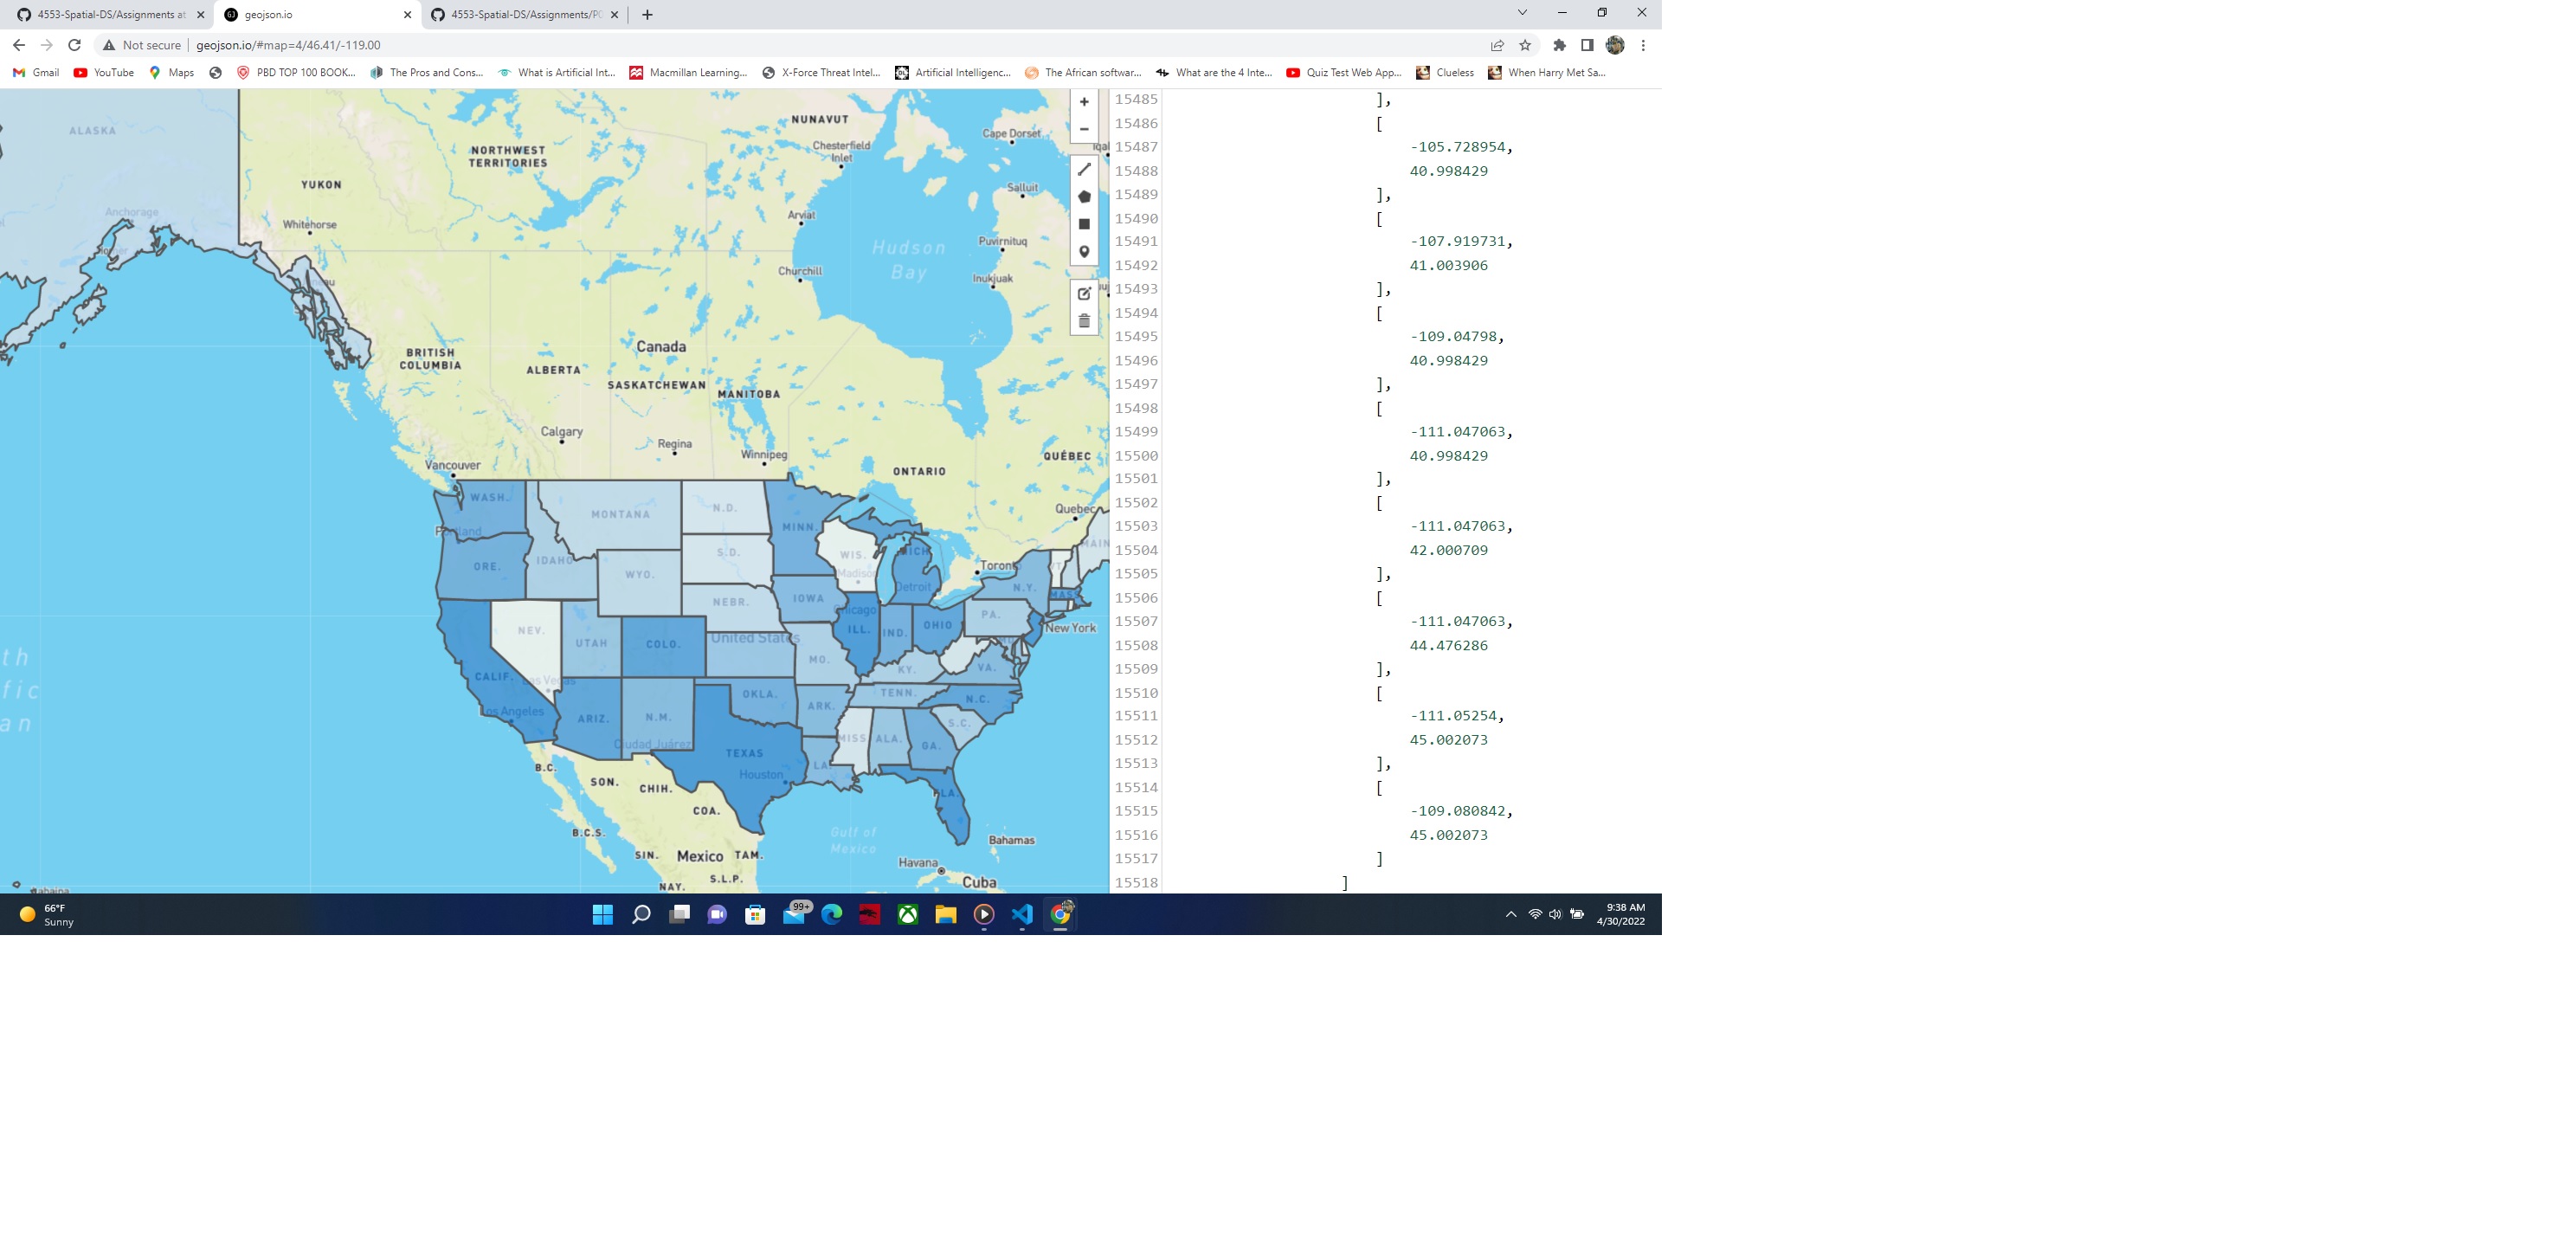 4553-Spatial-DS/Assignments at
geojson.io
4553-Spatial-DS/Assignments/P0
Not secure
geojson.io/#map=4/46.41/-119.00
Gmail
YouTube
Maps
PBD TOP 100 BOOK...
The Pros and Cons...
What is Artificial Int...
Macmillan Learning...
X-Force Threat Intel...
Artificial Intelligenc...
The African softwar...
What are the 4 Inte...
Quiz Test Web App...
Clueless
When Harry Met Sa...
ALASKA
NUNAVUT
Cape Dorset
Chesterfield
Inlet
NORTHWEST
TERRITORIES
YUKON
Salluit
Anchorage
Whitehorse
Arviat
Puvirnituq
Hudson
Bay
Churchill
Inukjuak
Canada
BRITISH
COLUMBIA
ALBERTA
SASKATCHEWAN
MANITOBA
Calgary
Regina
Winnipeg
Vancouver
ONTARIO
QUÉBEC
WASH.
MONTANA
N.D.
MINN.
Quebec
Portland
ORE.
IDAHO
WYO.
S.D.
WIS.
Madison
MICH
Detroit
Toronto
N.Y.
VT
MAIN
MASS
NEBR.
IOWA
Chicago
PA.
New York
NEV.
UTAH
COLO.
United States
ILL.
IND.
OHIO
CALIF.
Las Vegas
MO.
KY.
VA.
Los Angeles
ARIZ.
N.M.
OKLA.
ARK.
TENN.
N.C.
S.C.
Ciudad Juárez
TEXAS
MISS
ALA.
GA.
LA.
Houston
FLA.
B.C.
SON.
CHIH.
COA.
B.C.S.
Gulf of
Mexico
Bahamas
SIN.
Mexico
TAM.
Havana
Cuba
S.L.P.
NAY.
th
fic
an
15485 ],
15486 [
15487 -105.728954,
15488 40.998429
15489 ],
15490 [
15491 -107.919731,
15492 41.003906
15493 ],
15494 [
15495 -109.04798,
15496 40.998429
15497 ],
15498 [
15499 -111.047063,
15500 40.998429
15501 ],
15502 [
15503 -111.047063,
15504 42.000709
15505 ],
15506 [
15507 -111.047063,
15508 44.476286
15509 ],
15510 [
15511 -111.05254,
15512 45.002073
15513 ],
15514 [
15515 -109.080842,
15516 45.002073
15517 ]
15518 ]
66°F
Sunny
99+
9:38 AM
4/30/2022